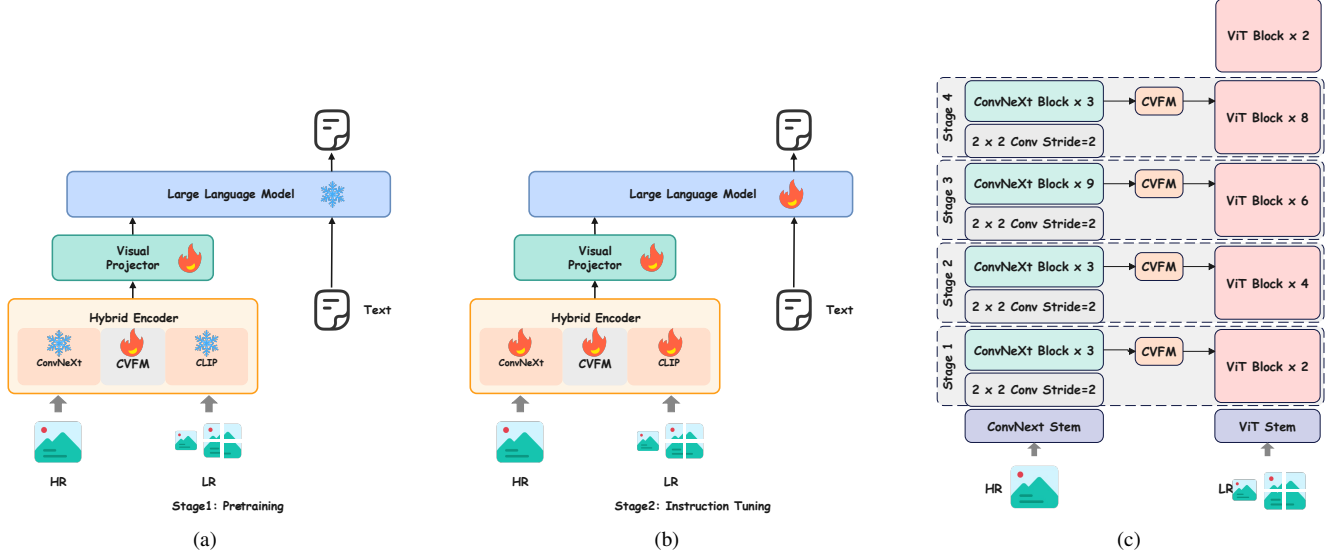 Large Language Model
Visual
Projector
Text
Hybrid Encoder
ConvNeXt
CVFM
CLIP
HR
LR
Stage1: Pretraining
(a)
Large Language Model
Visual
Projector
Text
Hybrid Encoder
ConvNeXt
CVFM
CLIP
HR
LR
Stage2: Instruction Tuning
(b)
ViT Block x 2
Stage 4
ConvNeXt Block x 3
CVFM
ViT Block x 8
2 x 2 Conv Stride=2
Stage 3
ConvNeXt Block x 9
CVFM
ViT Block x 6
2 x 2 Conv Stride=2
Stage 2
ConvNeXt Block x 3
CVFM
ViT Block x 4
2 x 2 Conv Stride=2
Stage 1
ConvNeXt Block x 3
CVFM
ViT Block x 2
2 x 2 Conv Stride=2
ConvNext Stem
ViT Stem
HR
LR
(c)